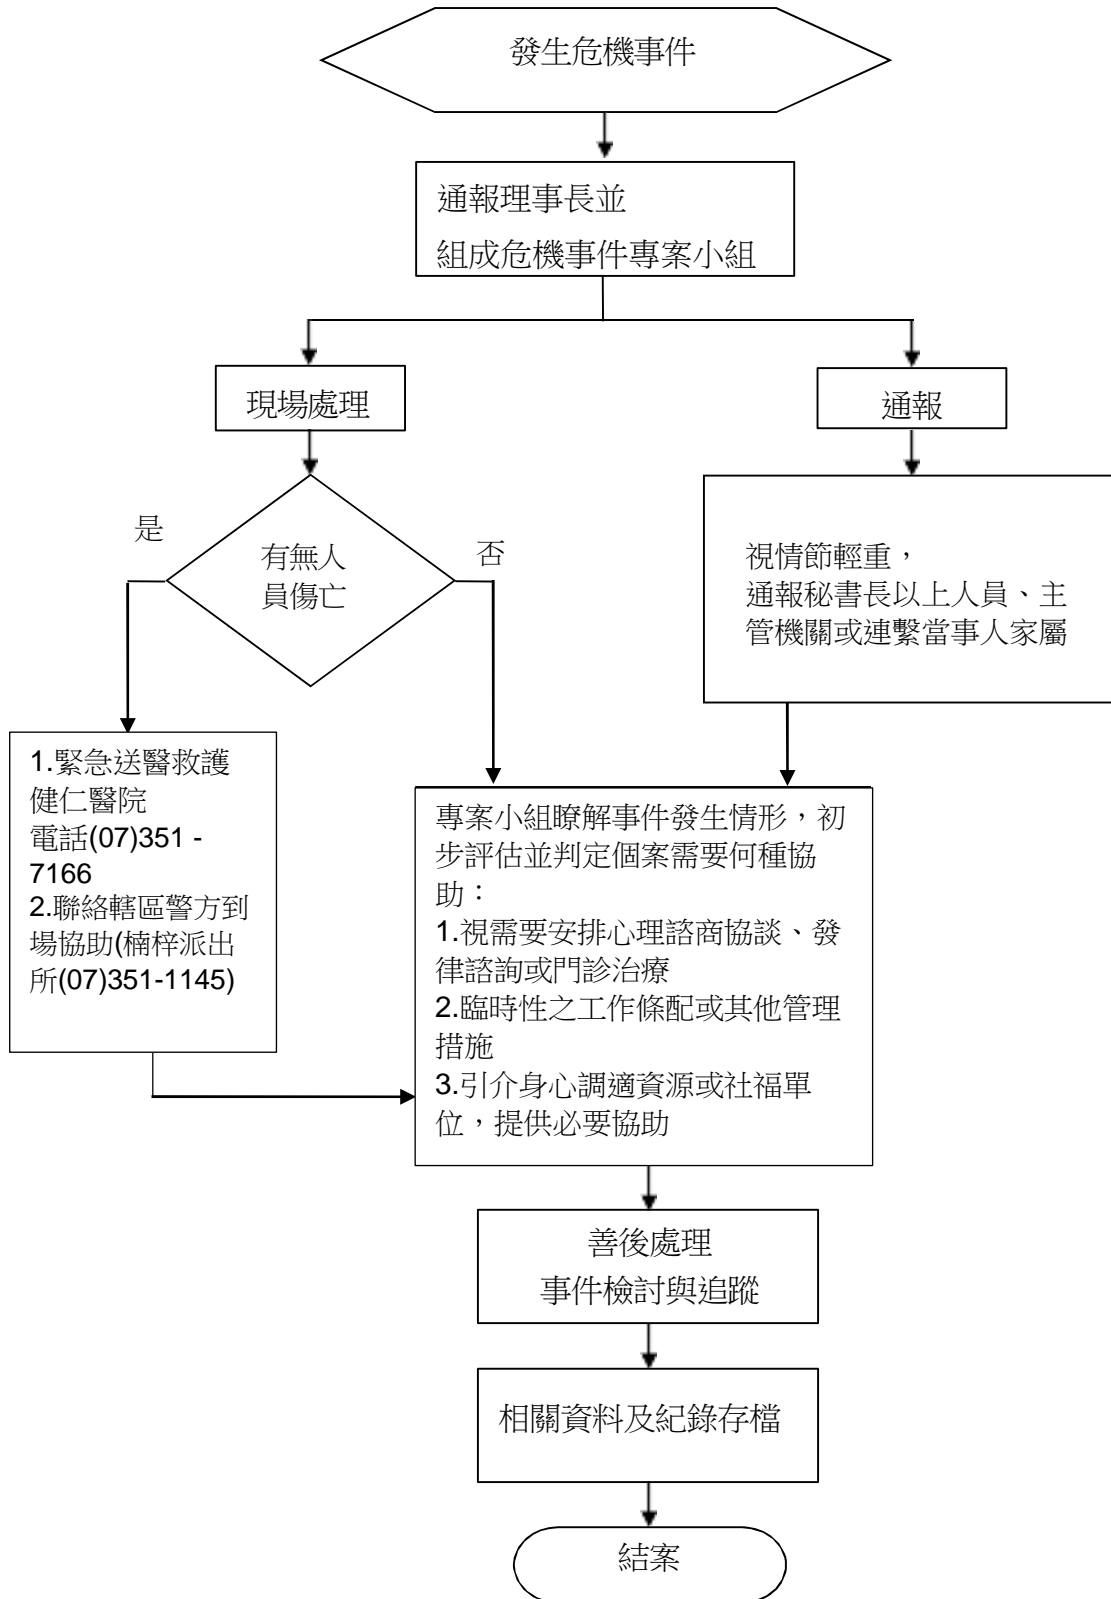 發生危機事件
通報理事長並
組成危機事件專案小組
現場處理
通報
是
有無人
員傷亡
否
視情節輕重，
通報秘書長以上人員、主
管機關或連繫當事人家屬
1.緊急送醫救護
健仁醫院
電話(07)351 -
7166
2.聯絡轄區警方到
場協助(楠梓派出
所(07)351-1145)
專案小組瞭解事件發生情形，初
步評估並判定個案需要何種協
助：
1.視需要安排心理諮商協談、發
律諮詢或門診治療
2.臨時性之工作條配或其他管理
措施
3.引介身心調適資源或社福單
位，提供必要協助
善後處理
事件檢討與追蹤
相關資料及紀錄存檔
結案